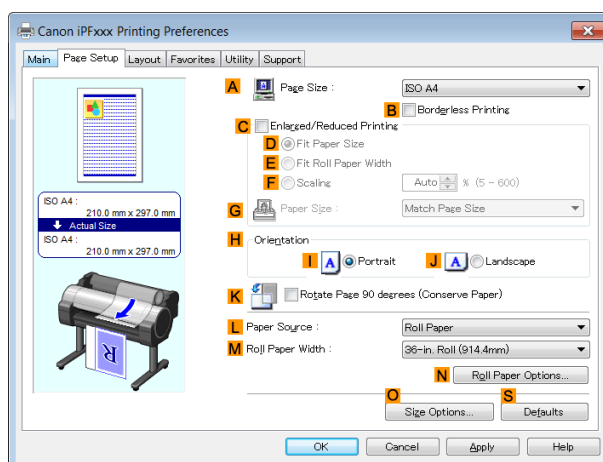 Canon iPFxxx Printing Preferences
Main Page Setup Layout Favorites Utility Support
A Page Size : ISO A4
B Borderless Printing
C Enlarged/Reduced Printing
D Fit Paper Size
E Fit Roll Paper Width
F Scaling Auto % (5 - 600)
G Paper Size : Match Page Size
ISO A4 :
210.0 mm x 297.0 mm
Actual Size
ISO A4 :
210.0 mm x 297.0 mm
H Orientation
I A Portrait J A Landscape
K Rotate Page 90 degrees (Conserve Paper)
L Paper Source : Roll Paper
M Roll Paper Width : 36-in. Roll (914.4mm)
N Roll Paper Options...
O S
Size Options... Defaults
R
OK Cancel Apply Help